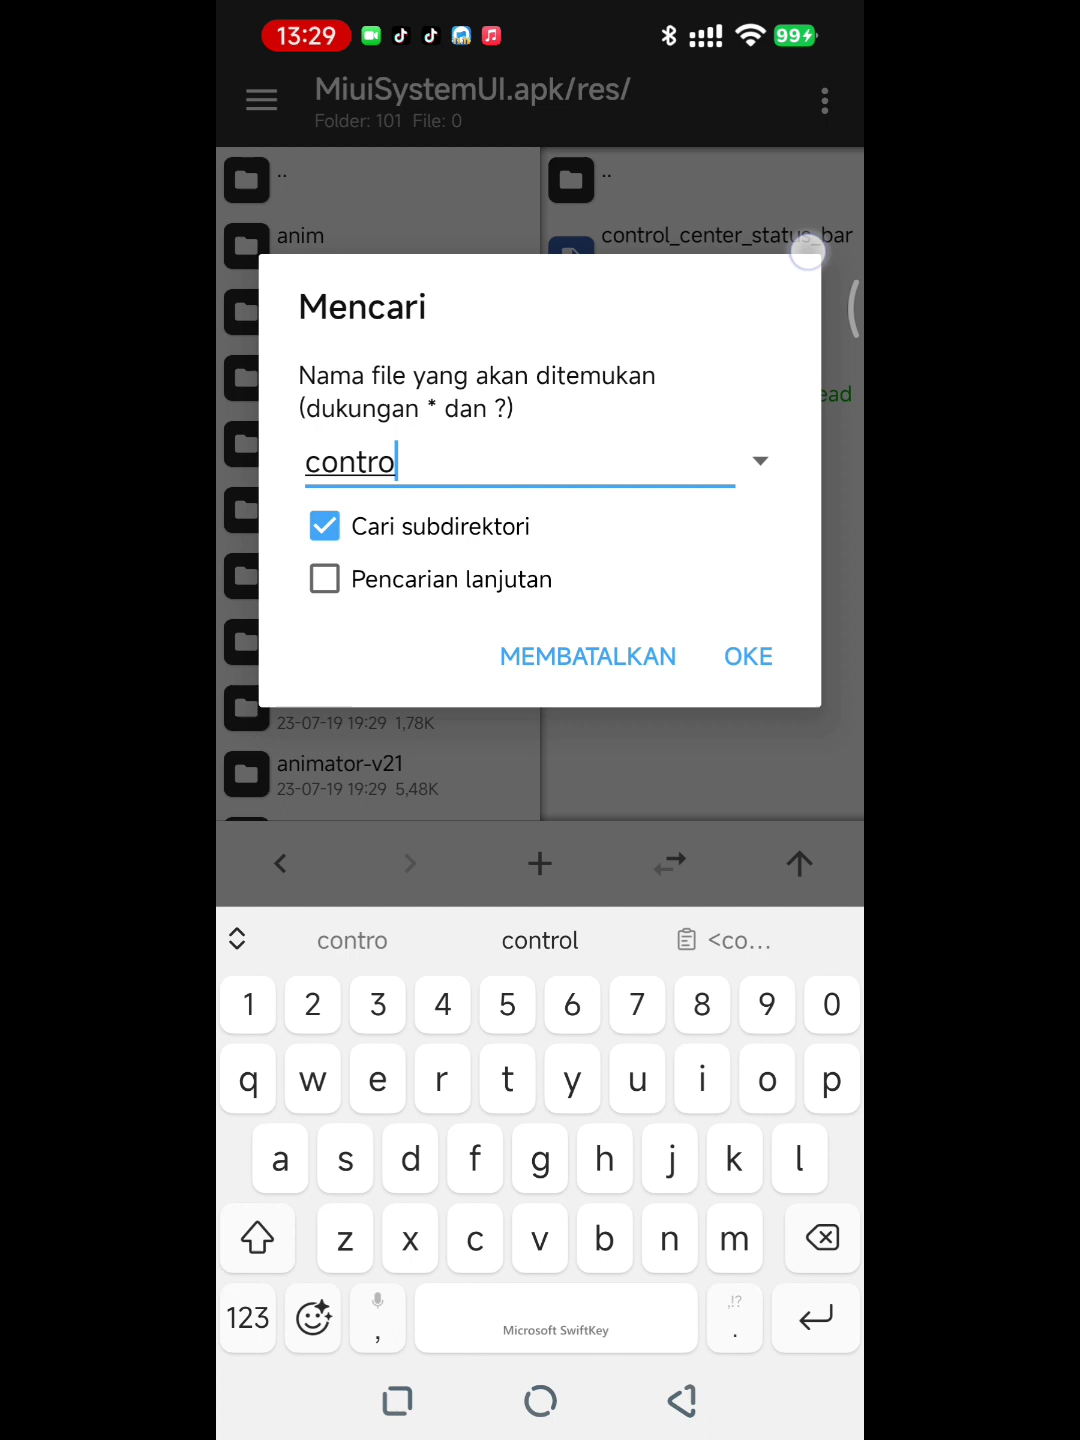 13:29
99
MiuiSystemUI.apk/res/
Folder: 101 File: 0
..
..
anim
control_center_status_bar
Mencari
Nama file yang akan ditemukan
(dukungan * dan ?)
ead
contro
Cari subdirektori
Pencarian lanjutan
MEMBATALKAN OKE
23-07-19 19:29 1,78K
animator-v21
23-07-19 19:29 5,48K
contro control <co...
1 2 3 4 5 6 7 8 9 0
q w e r t y u i o p
a s d f g h j k l
z x c v b n m
123 , Microsoft SwiftKey ,!? .